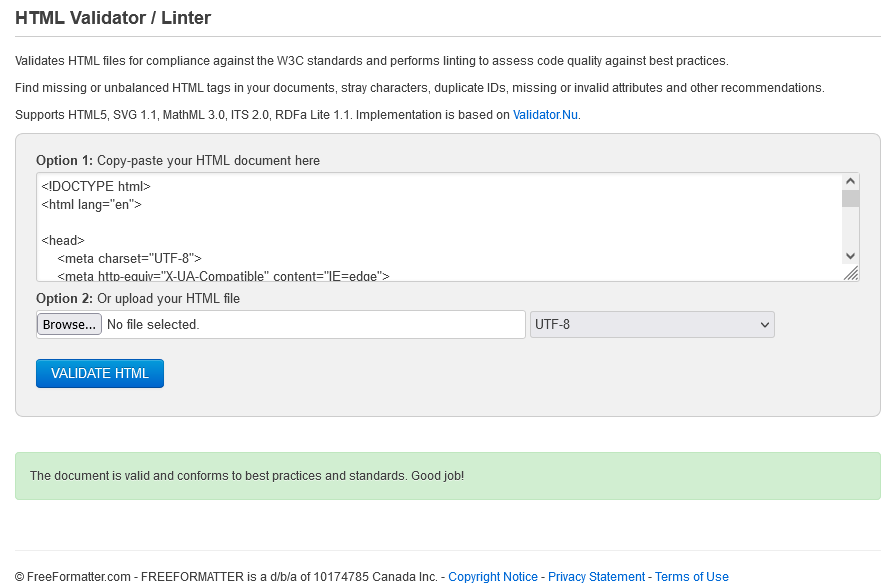 HTML Validator / Linter
Validates HTML files for compliance against the W3C standards and performs linting to assess code quality against best practices.
Find missing or unbalanced HTML tags in your documents, stray characters, duplicate IDs, missing or invalid attributes and other recommendations.
Supports HTML5, SVG 1.1, MathML 3.0, ITS 2.0, RDFa Lite 1.1. Implementation is based on Validator.Nu.
Option 1: Copy-paste your HTML document here
<!DOCTYPE html>
<html lang="en">
<head>
<meta charset="UTF-8">
<meta http-equiv="X-UA-Compatible" content="IE=edge">
Option 2: Or upload your HTML file
Browse... No file selected. UTF-8
VALIDATE HTML
The document is valid and conforms to best practices and standards. Good job!
© FreeFormatter.com - FREEFORMATTER is a d/b/a of 10174785 Canada Inc. - Copyright Notice - Privacy Statement - Terms of Use